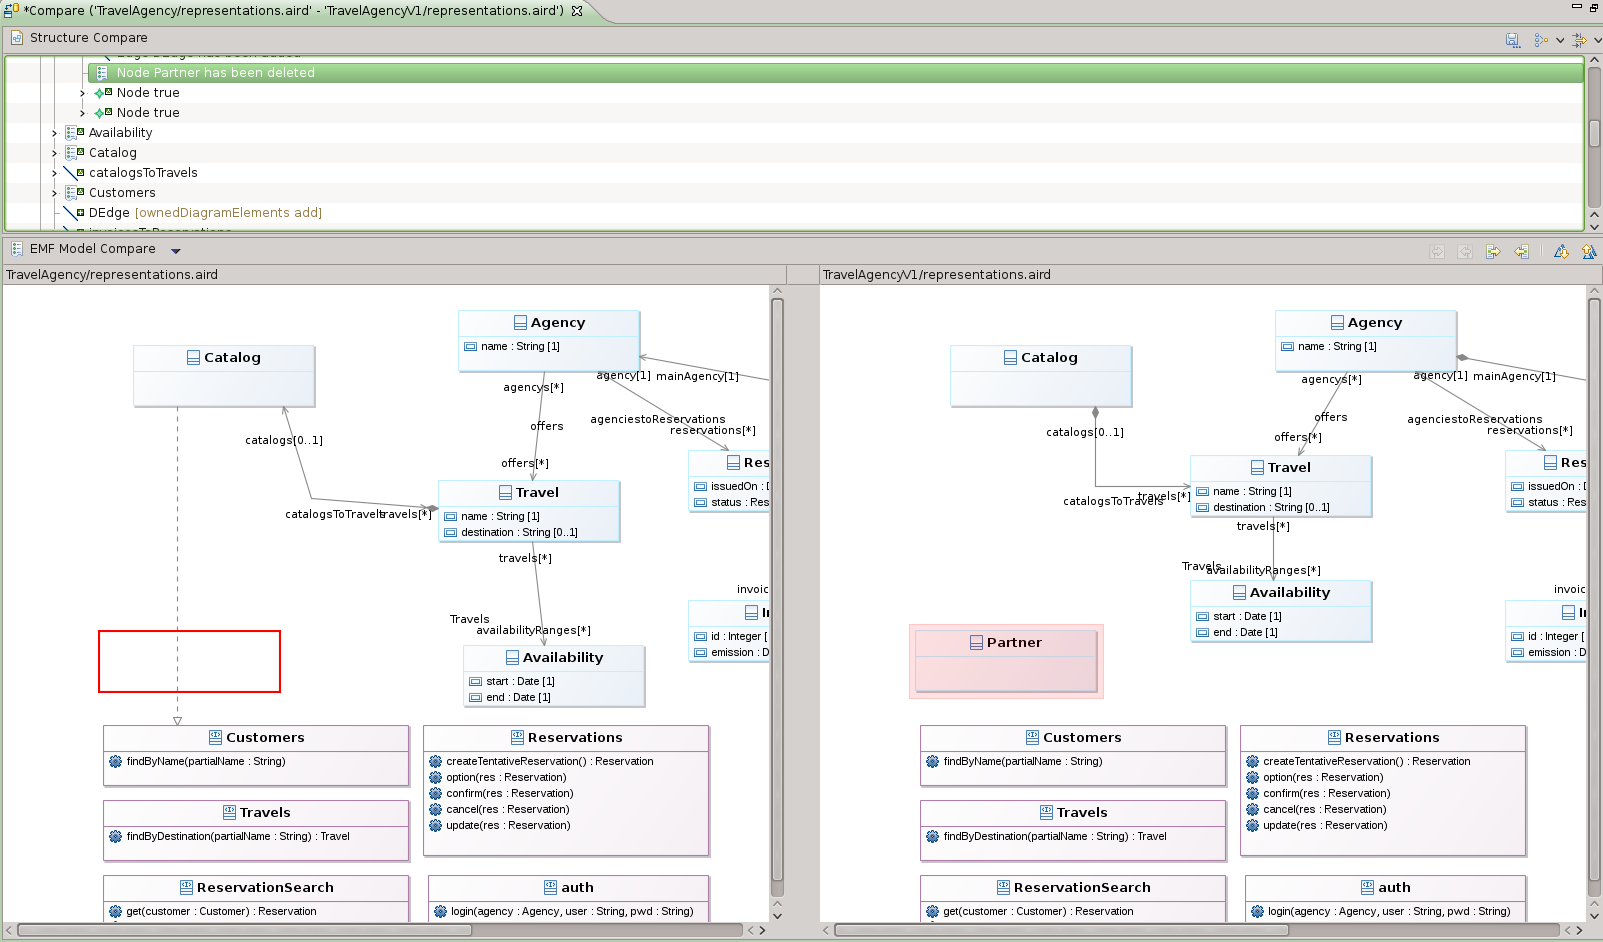 *Compare ('TravelAgency/representations.aird' - 'TravelAgencyV1/representations.aird')
Structure Compare
Edge DEdge has been added
Node Partner has been deleted
Node true
Node true
Availability
Catalog
catalogsToTravels
Customers
DEdge [ownedDiagramElements add]
EMF Model Compare
TravelAgency/representations.aird
Agency
name : String [1]
Catalog
agencys[*]
agency[1]
mainAgency[1]
offers
agenciestoReservations
reservations[*]
catalogs[0..1]
offers[*]
Res
issuedOn : D
status : Res
Travel
name : String [1]
destination : String [0..1]
catalogsToTravels
travels[*]
travels[*]
invoic
Travels
availabilityRanges[*]
id : Integer [
emission : D
Availability
start : Date [1]
end : Date [1]
Customers
findByName(partialName : String)
Reservations
createTentativeReservation() : Reservation
option(res : Reservation)
confirm(res : Reservation)
cancel(res : Reservation)
update(res : Reservation)
Travels
findByDestination(partialName : String) : Travel
ReservationSearch
get(customer : Customer) : Reservation
auth
login(agency : Agency, user : String, pwd : String)
TravelAgencyV1/representations.aird
Agency
name : String [1]
Catalog
agencys[*]
agency[1]
mainAgency[1]
offers
agenciestoReservations
reservations[*]
catalogs[0..1]
offers[*]
Res
issuedOn : D
status : Res
Travel
name : String [1]
destination : String [0..1]
catalogsToTravels
travels[*]
travels[*]
Travels
availabilityRanges[*]
invoic
Availability
start : Date [1]
end : Date [1]
id : Integer [
emission : D
Partner
Customers
findByName(partialName : String)
Reservations
createTentativeReservation() : Reservation
option(res : Reservation)
confirm(res : Reservation)
cancel(res : Reservation)
update(res : Reservation)
Travels
findByDestination(partialName : String) : Travel
ReservationSearch
get(customer : Customer) : Reservation
auth
login(agency : Agency, user : String, pwd : String)